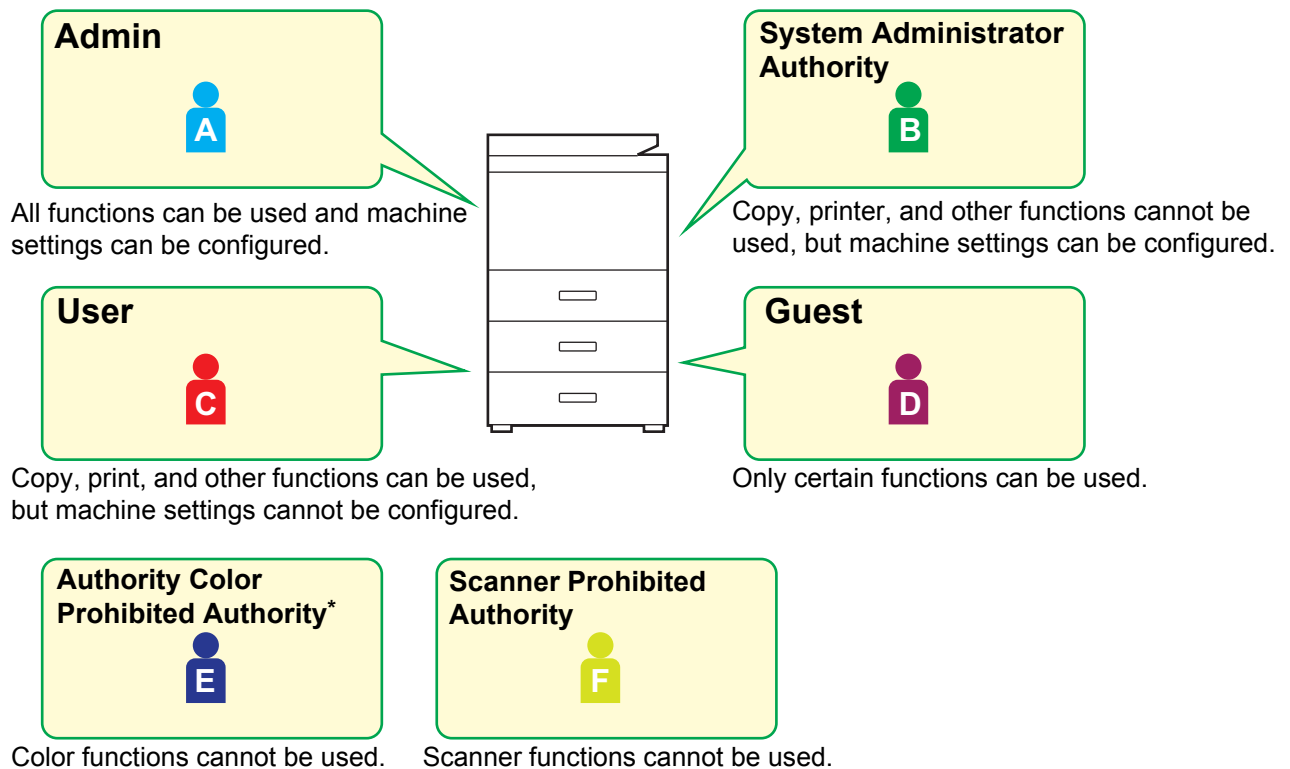 Admin
A
All functions can be used and machine
settings can be configured.
System Administrator
Authority
B
Copy, printer, and other functions cannot be
used, but machine settings can be configured.
User
C
Copy, print, and other functions can be used,
but machine settings cannot be configured.
Guest
D
Only certain functions can be used.
Authority Color
Prohibited Authority*
E
Color functions cannot be used.
Scanner Prohibited
Authority
F
Scanner functions cannot be used.